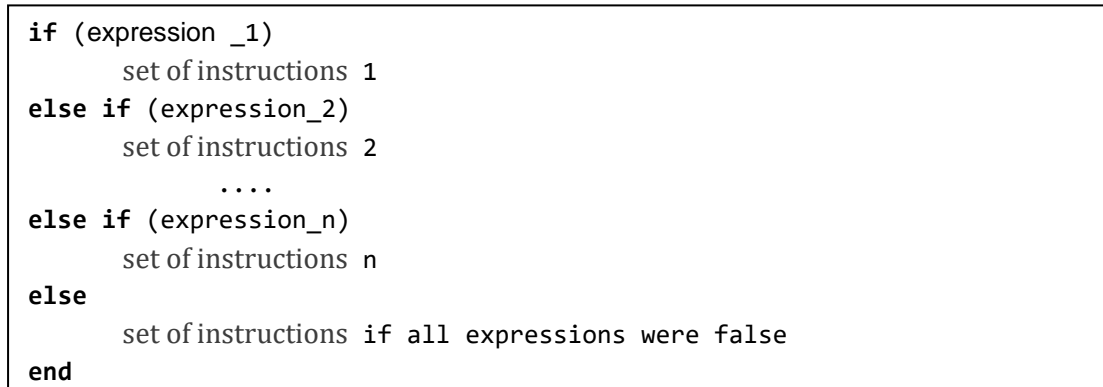 if (expression _1)
set of instructions 1
else if (expression_2)
set of instructions 2
....
else if (expression_n)
set of instructions n
else
set of instructions if all expressions were false
end